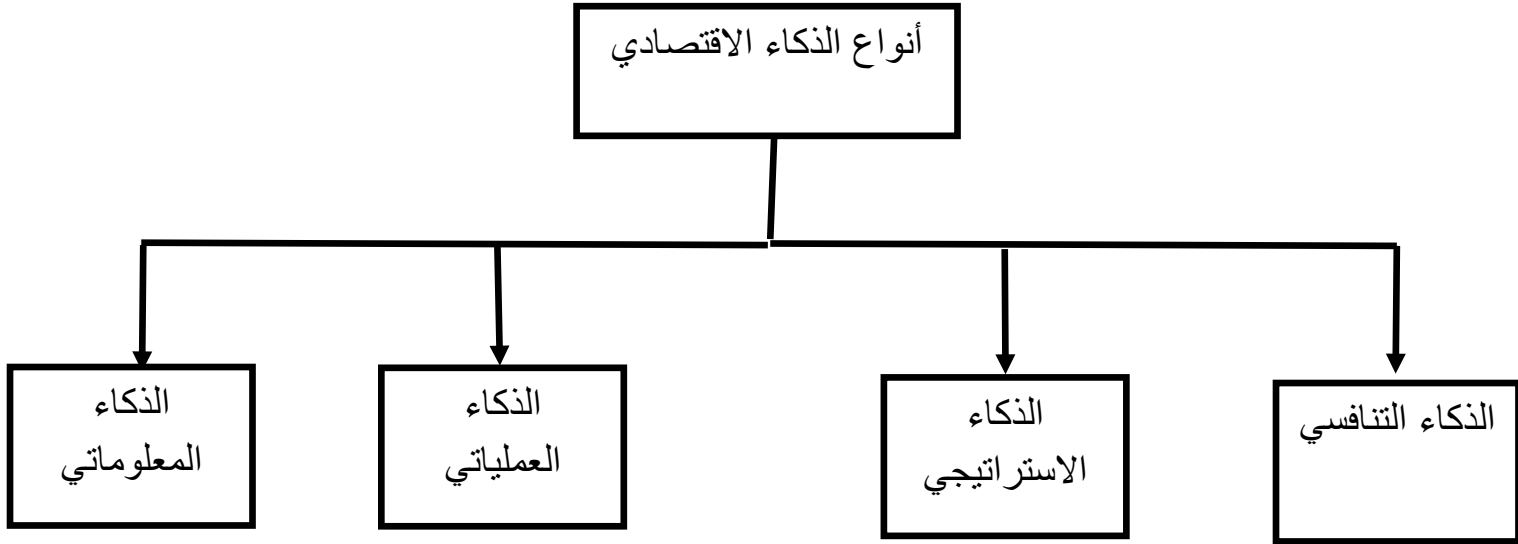 أنواع الذكاء الاقتصادي
الذكاء التنافسي
الذكاء
الاستراتيجي
الذكاء
العملياتي
الذكاء
المعلوماتي